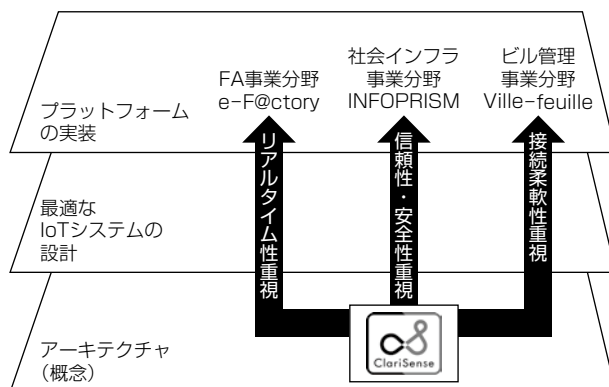 FA事業分野
e-F@ctory
社会インフラ
事業分野
INFOPRISM
ビル管理
事業分野
Ville-feuille
プラットフォーム
の実装
リアルタイム性重視
信頼性・安全性重視
接続柔軟性重視
最適な
IoTシステムの
設計
アーキテクチャ
(概念)
ClariSense